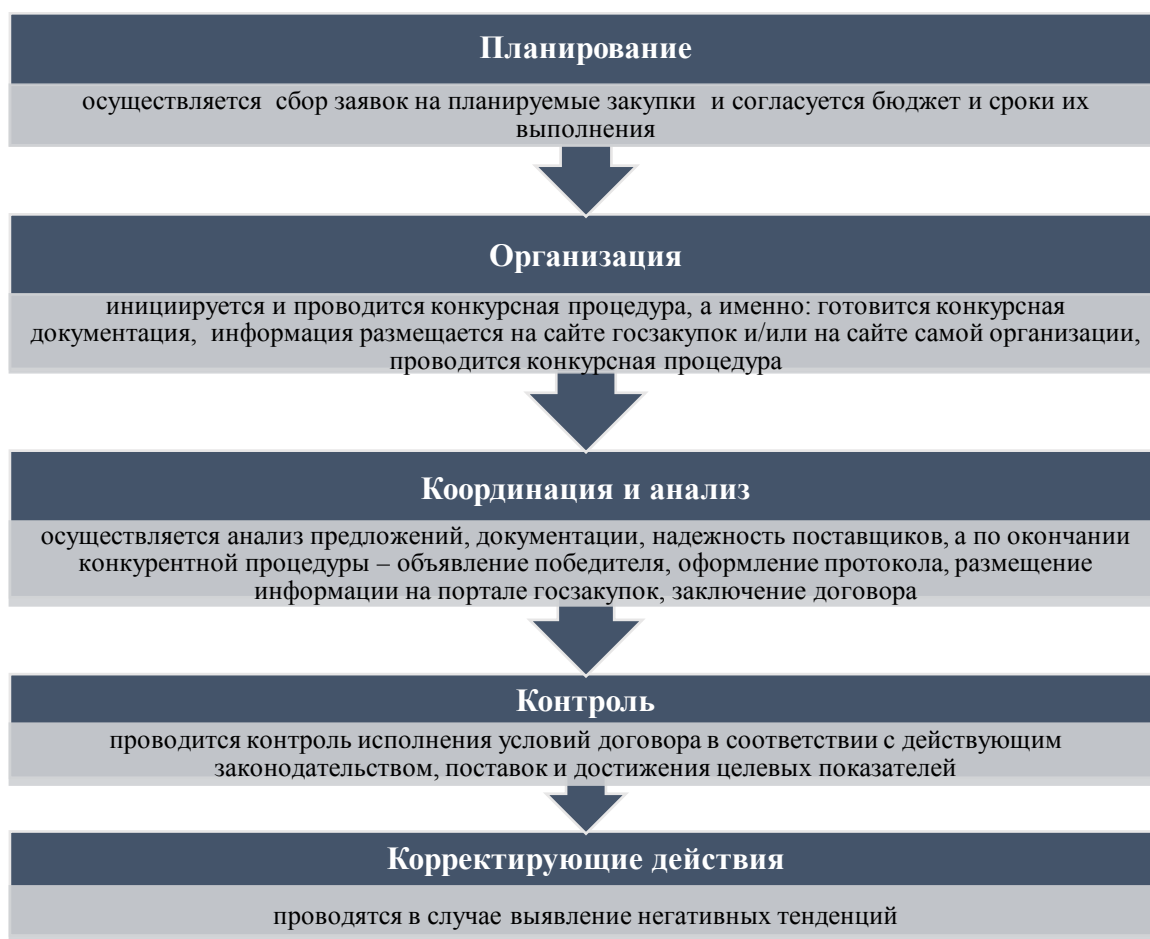 Планирование
осуществляется сбор заявок на планируемые закупки и согласуется бюджет и сроки их
выполнения
Организация
инициируется и проводится конкурсная процедура, а именно: готовится конкурсная
документация, информация размещается на сайте госзакупок и/или на сайте самой организации,
проводится конкурсная процедура
Координация и анализ
осуществляется анализ предложений, документации, надежность поставщиков, а по окончании
конкурентной процедуры – объявление победителя, оформление протокола, размещение
информации на портале госзакупок, заключение договора
Контроль
проводится контроль исполнения условий договора в соответствии с действующим
законодательством, поставок и достижения целевых показателей
Корректирующие действия
проводятся в случае выявление негативных тенденций